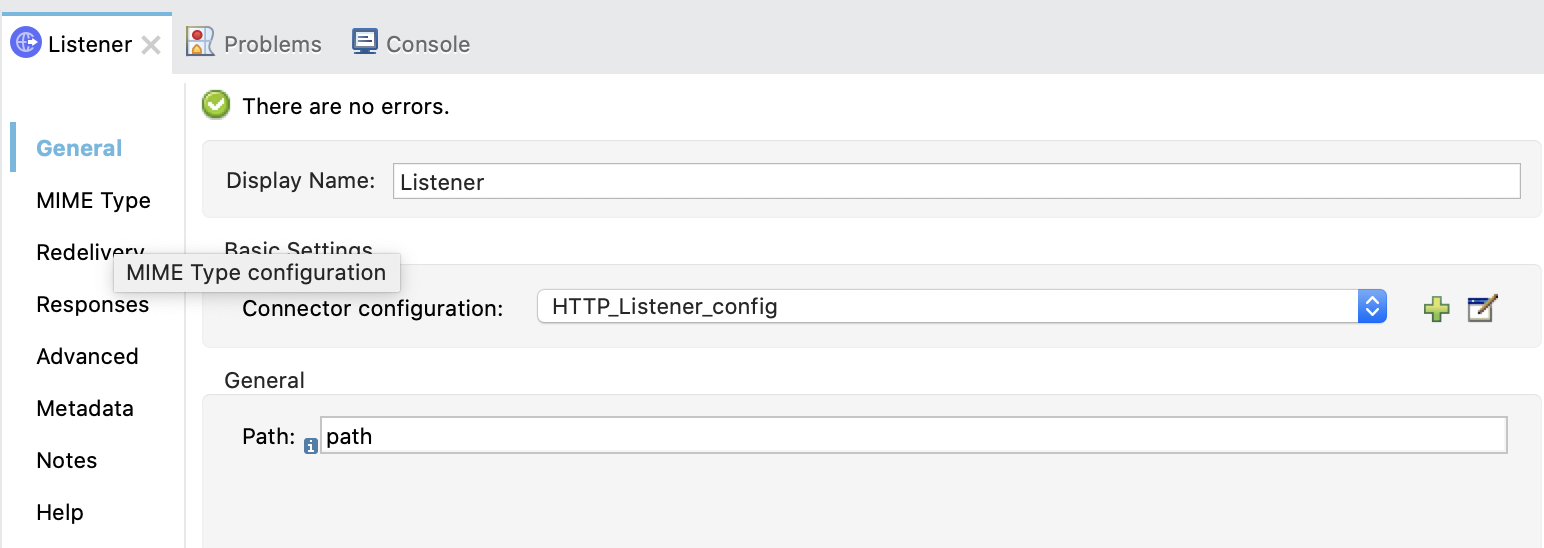 Listener
Problems
Console
There are no errors.
General
Display Name: Listener
MIME Type
Redelivery
Basic Settings
MIME Type configuration
Responses
Connector configuration: HTTP_Listener_config
Advanced
General
Metadata
Path: path
Notes
Help